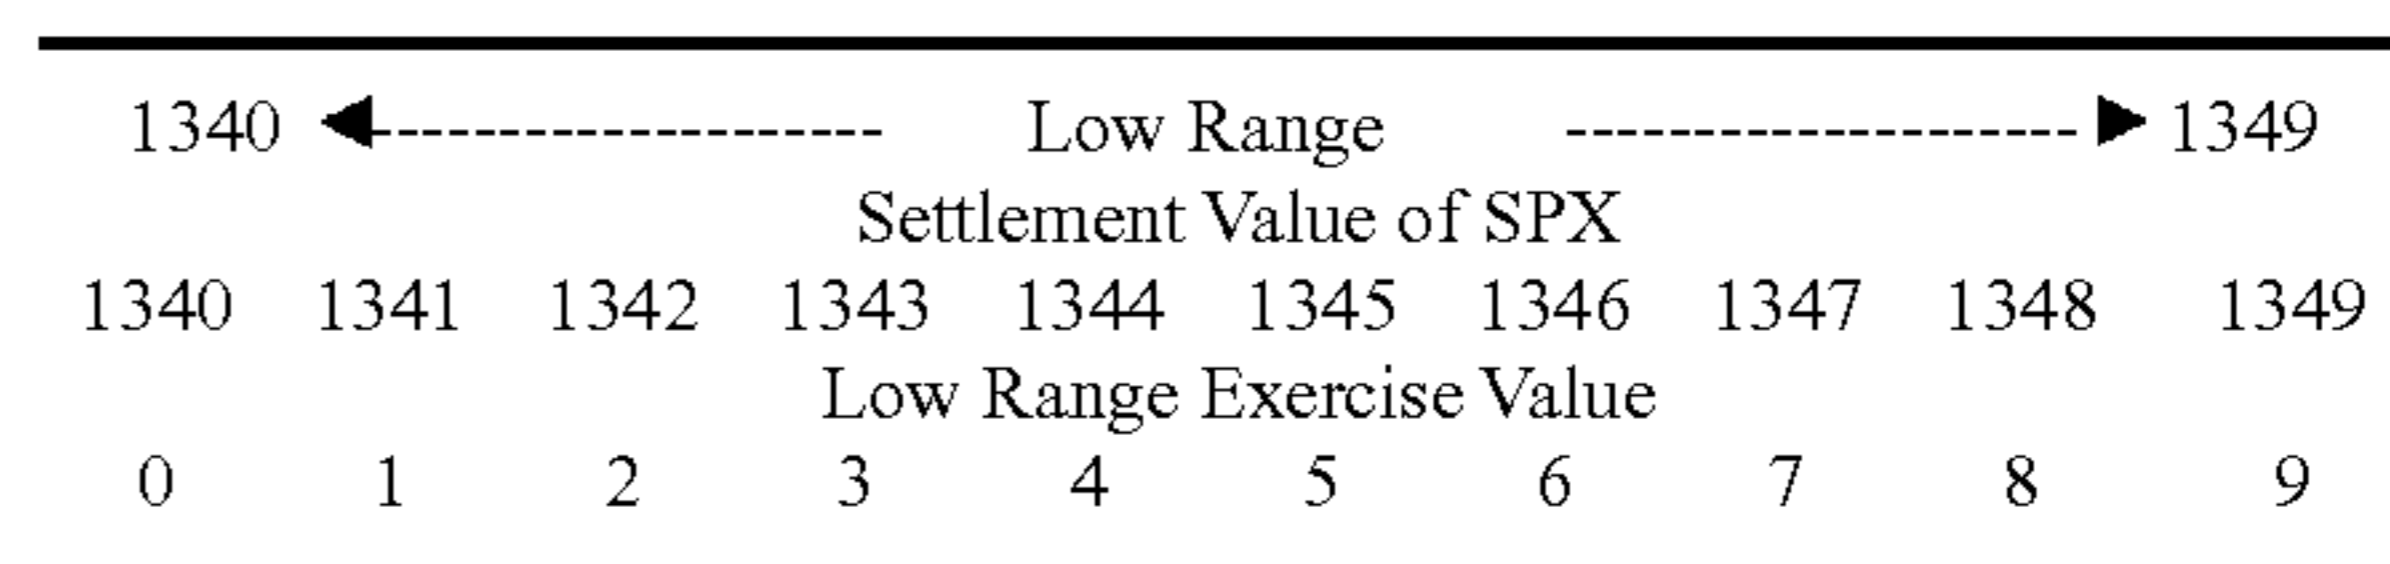 1340 ◄-------------------- Low Range --------------------► 1349
Settlement Value of SPX
1340 1341 1342 1343 1344 1345 1346 1347 1348 1349
Low Range Exercise Value
0 1 2 3 4 5 6 7 8 9